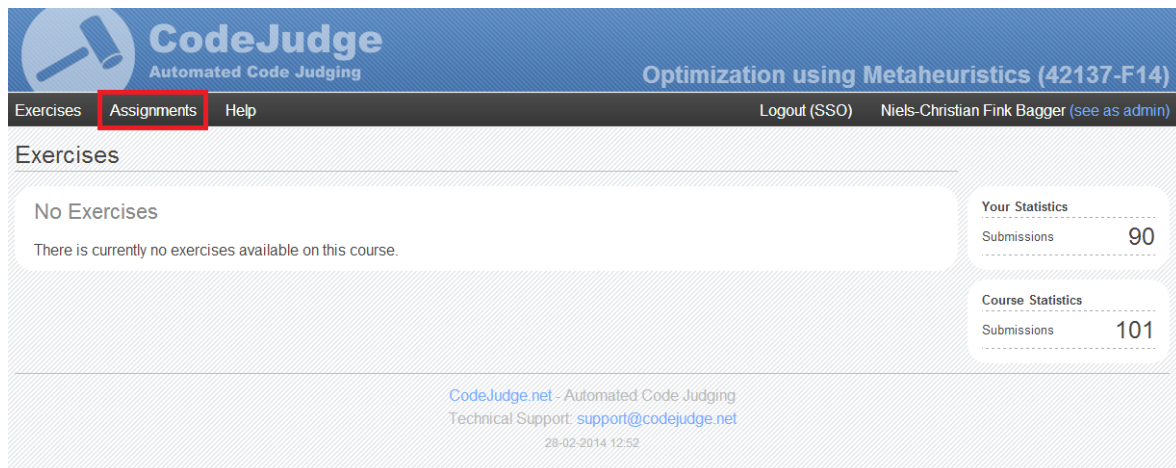 CodeJudge
Automated Code Judging
Optimization using Metaheuristics (42137-F14)
Exercises Assignments Help Logout (SSO) Niels-Christian Fink Bagger (see as admin)
Exercises
No Exercises
There is currently no exercises available on this course.
Your Statistics
Submissions 90
Course Statistics
Submissions 101
CodeJudge.net - Automated Code Judging
Technical Support: support@codejudge.net
28-02-2014 12:52